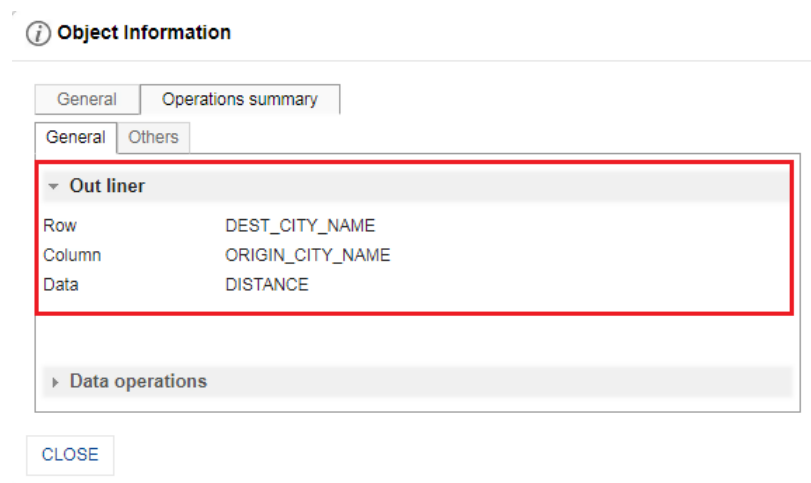 Object Information
General Operations summary
General Others
Out liner
Row DEST_CITY_NAME
Column ORIGIN_CITY_NAME
Data DISTANCE
Data operations
CLOSE